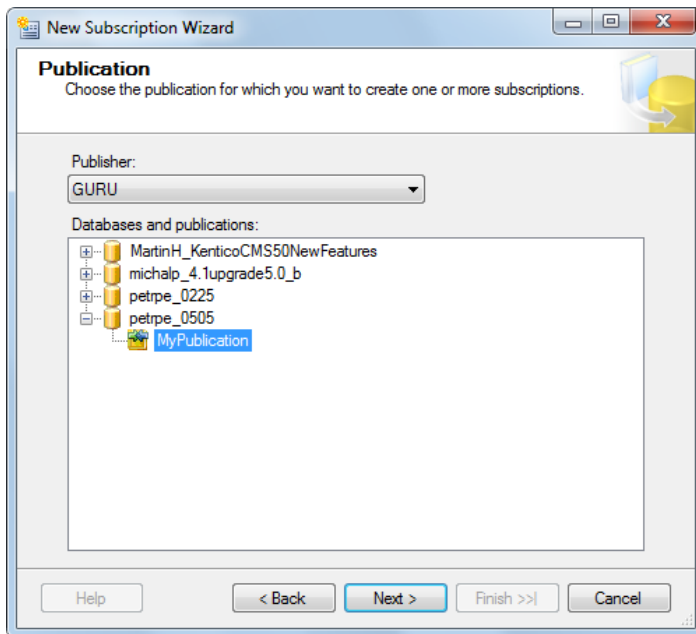 New Subscription Wizard
Publication
Choose the publication for which you want to create one or more subscriptions.
Publisher:
GURU
Databases and publications:
MartinH_KenticoCMS50NewFeatures
michalp_4.1upgrade5.0_b
petrpe_0225
petrpe_0505
MyPublication
Help
< Back
Next >
Finish >>|
Cancel